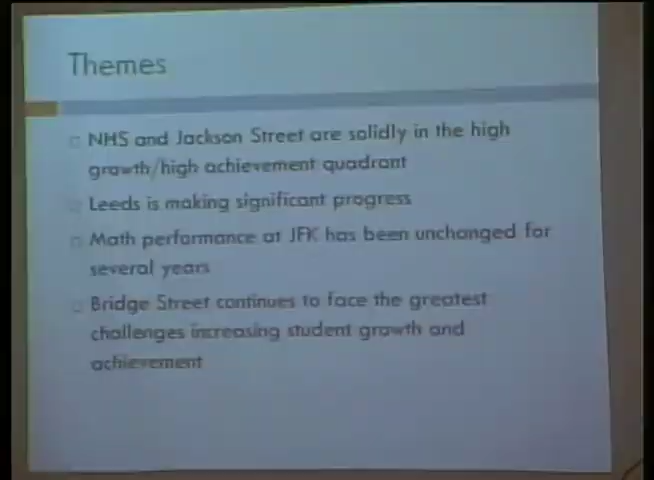 Themes
NHS and Jackson Street are solidly in the high
growth/high achievement quadrant
Leeds is making significant progress
Math performance at JFK has been unchanged for
several years
Bridge Street continues to face the greatest
challenges increasing student growth and
achievement